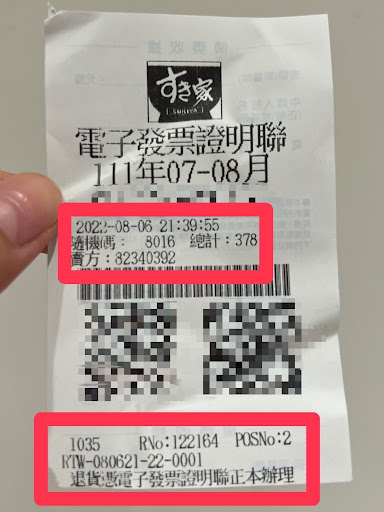 すき家
SUKIYA
電子發票證明聯
111年07-08月
2022-08-06 21:39:55
隨機碼： 8016 總計：378
賣方：82340392
1035 RNo:122164 POSNo:2
RTW-080621-22-0001
退貨憑電子發票證明聯正本辦理